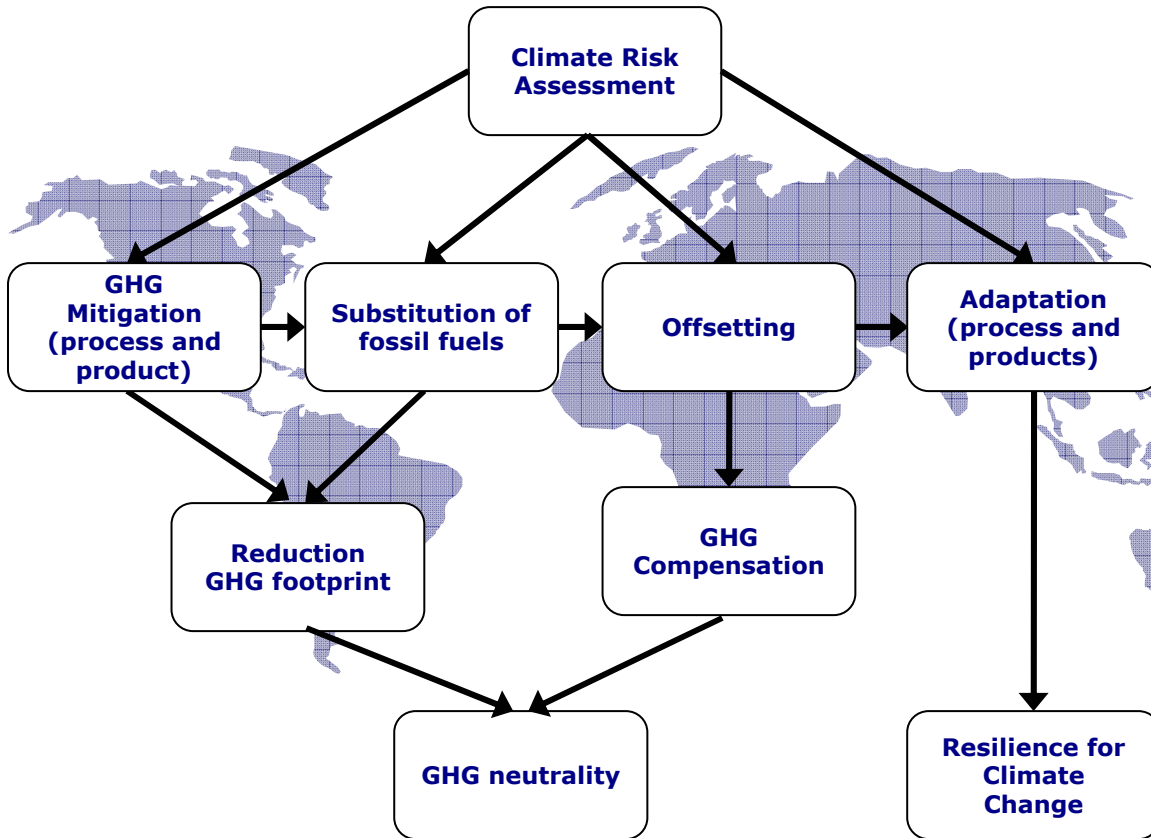 Climate Risk
Assessment
GHG
Mitigation
(process and
product)
Substitution of
fossil fuels
Offsetting
Adaptation
(process and
products)
Reduction
GHG footprint
GHG
Compensation
GHG neutrality
Resilience for
Climate
Change